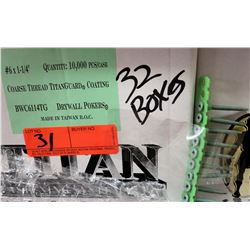 #6 x 1-1/4" QUANTITY: 10,000 PCS/CASE
COARSE THREAD TITANGUARD® COATING
BWC6114TG DRYWALL POKERS®
MADE IN TAIWAN R.O.C.
32
BOXES
LOT NO. BUYER NO.
31
TITAN